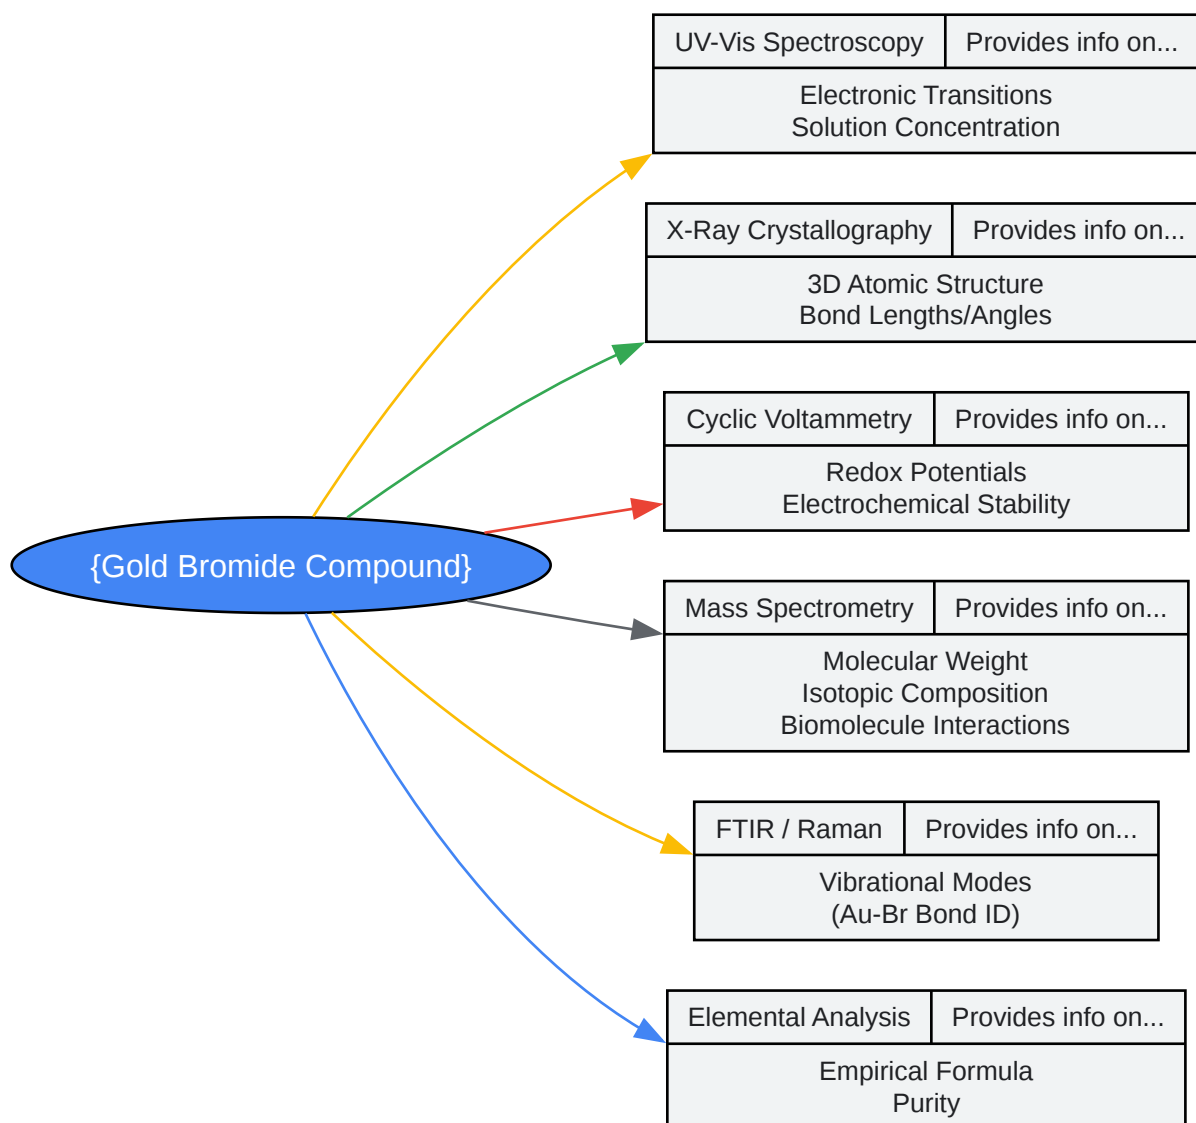 UV-Vis Spectroscopy
Provides info on...
Electronic Transitions
Solution Concentration
X-Ray Crystallography
Provides info on...
3D Atomic Structure
Bond Lengths/Angles
Cyclic Voltammetry
Provides info on...
Redox Potentials
Electrochemical Stability
{Gold Bromide Compound}
Mass Spectrometry
Provides info on...
Molecular Weight
Isotopic Composition
Biomolecule Interactions
FTIR / Raman
Provides info on...
Vibrational Modes
(Au-Br Bond ID)
Elemental Analysis
Provides info on...
Empirical Formula
Purity